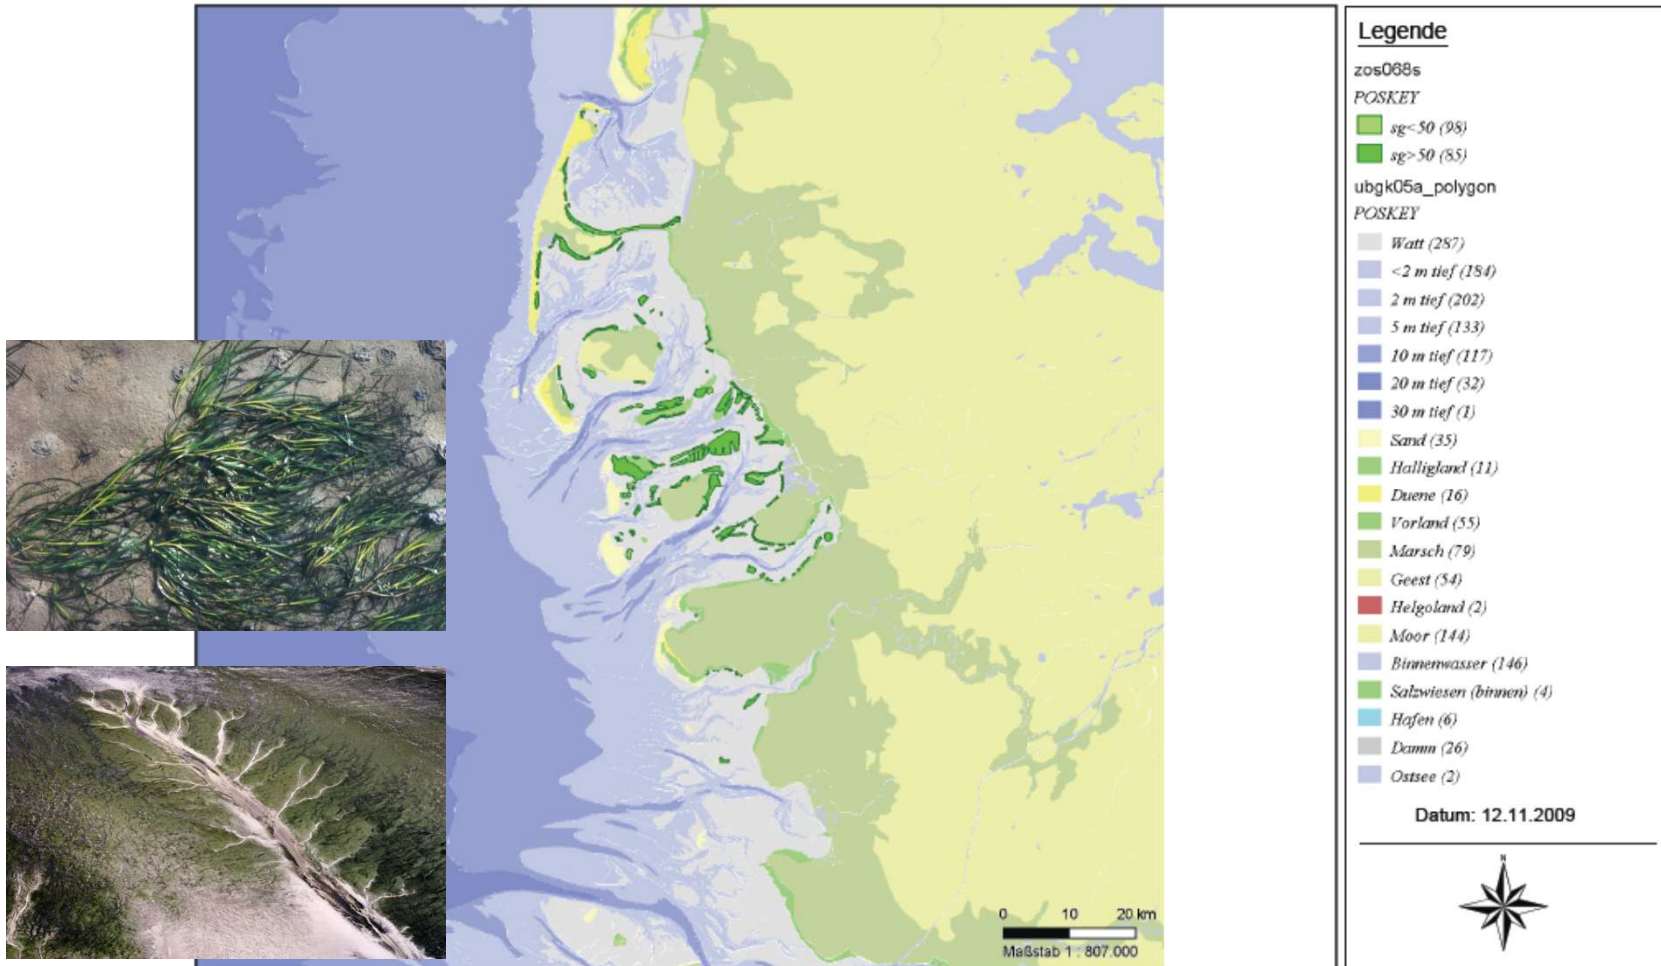 Legende
zos068s
POSKEY
sg<50 (98)
sg>50 (85)
ubgk05a_polygon
POSKEY
Watt (287)
<2 m tief (184)
2 m tief (202)
5 m tief (133)
10 m tief (117)
20 m tief (32)
30 m tief (1)
Sand (35)
Halligland (11)
Duene (16)
Vorland (55)
Marsch (79)
Geest (54)
Helgoland (2)
Moor (144)
Binnenwasser (146)
Salzwiesen (binnen) (4)
Hafen (6)
Damm (26)
Ostsee (2)
Datum: 12.11.2009
N
0 10 20 km
Maßstab 1 : 807.000